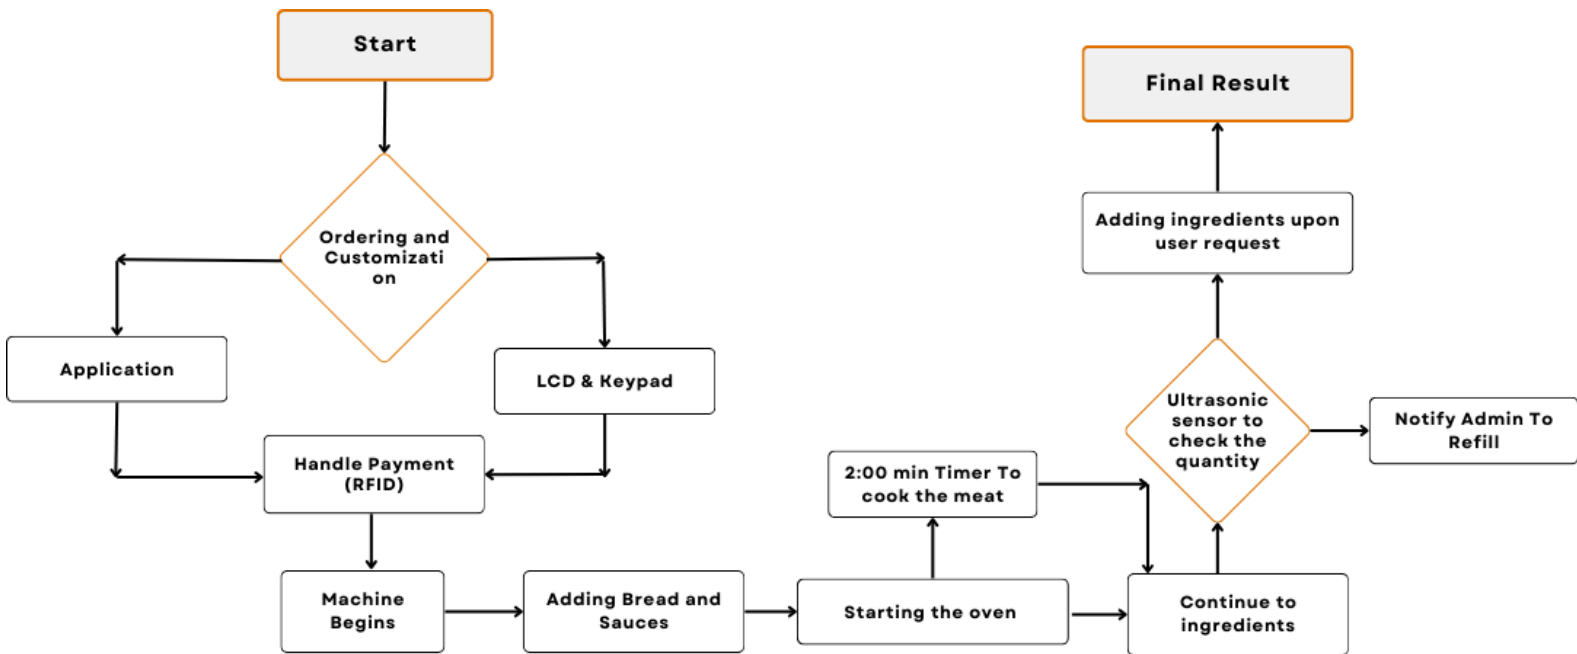 Start
Ordering and
Customizati
on
Application
LCD & Keypad
Handle Payment
(RFID)
Machine
Begins
Adding Bread and
Sauces
Starting the oven
2:00 min Timer To
cook the meat
Continue to
ingredients
Ultrasonic
sensor to
check the
quantity
Notify Admin To
Refill
Adding ingredients upon
user request
Final Result